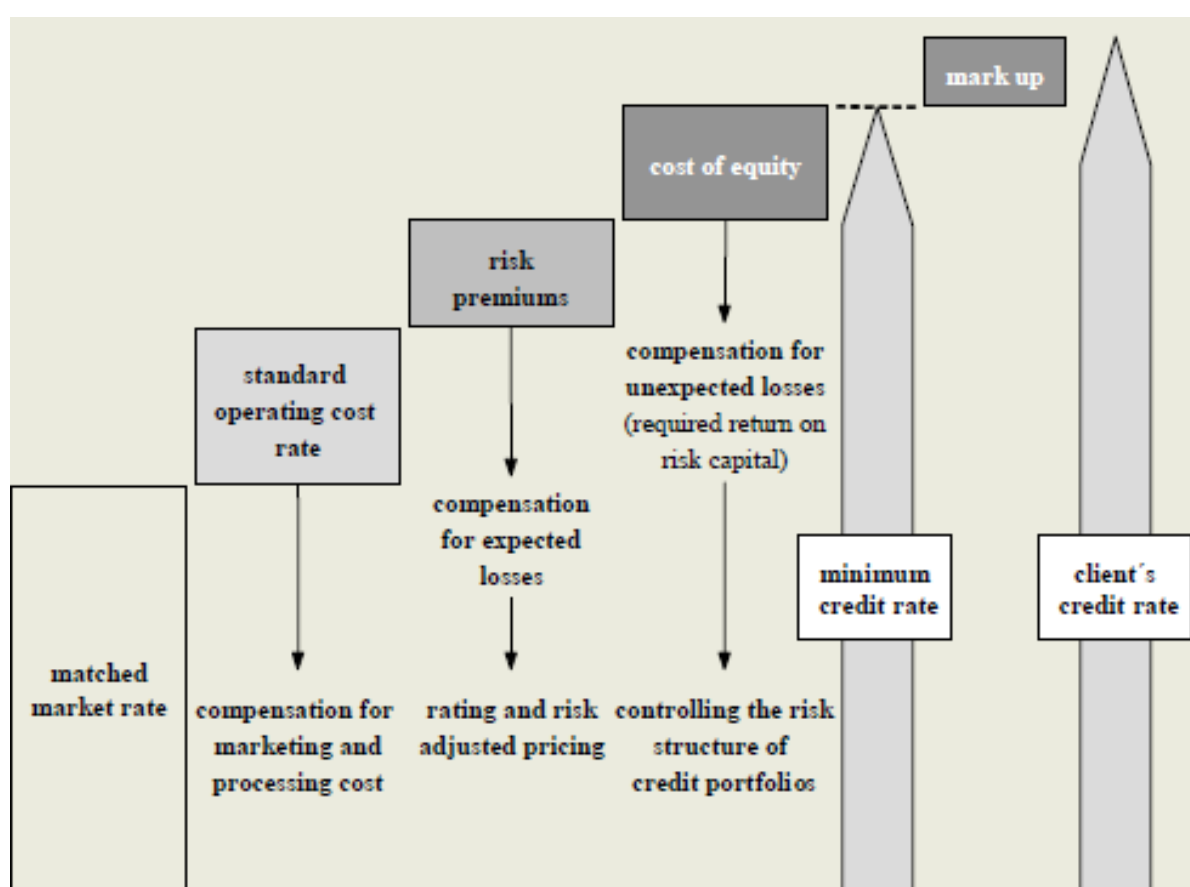 mark up
cost of equity
risk
premiums
standard
operating cost
rate
compensation for
unexpected losses
(required return on
risk capital)
compensation
for expected
losses
minimum
credit rate
client´s
credit rate
matched
market rate
compensation for
marketing and
processing cost
rating and risk
adjusted pricing
controlling the risk
structure of
credit portfolios